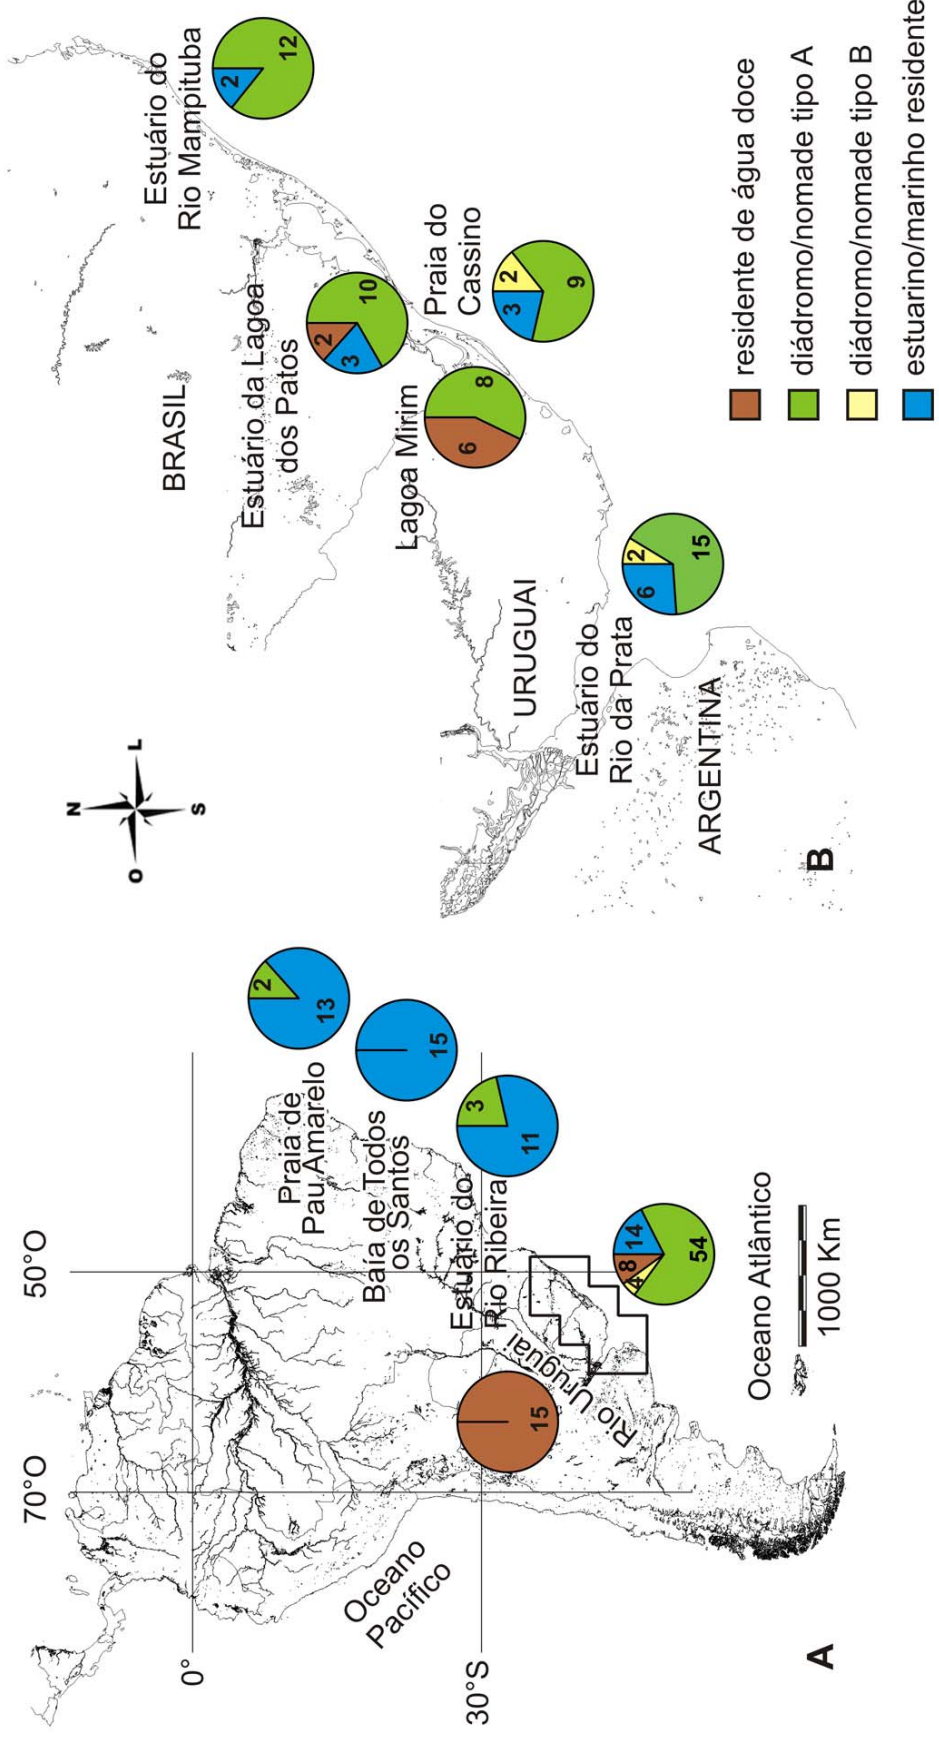 70°O
50°O
0°
30°S
Oceano
Pacífico
Praia de
Pau Amarelo
2
13
Baía de Todos
os Santos
15
Estuário do
Rio Ribeira
3
11
Rio Uruguai
15
4
8
14
54
Oceano Atlântico
1000 Km
A
N
O
L
S
BRASIL
Estuário do
Rio Mampituba
2
12
Estuário da Lagoa
dos Patos
2
3
10
Praia do
Cassino
3
2
9
Lagoa Mirim
6
8
URUGUAI
Estuário do
Rio da Prata
6
2
15
ARGENTINA
B
residente de água doce
diádromo/nomade tipo A
diádromo/nomade tipo B
estuarino/marinho residente